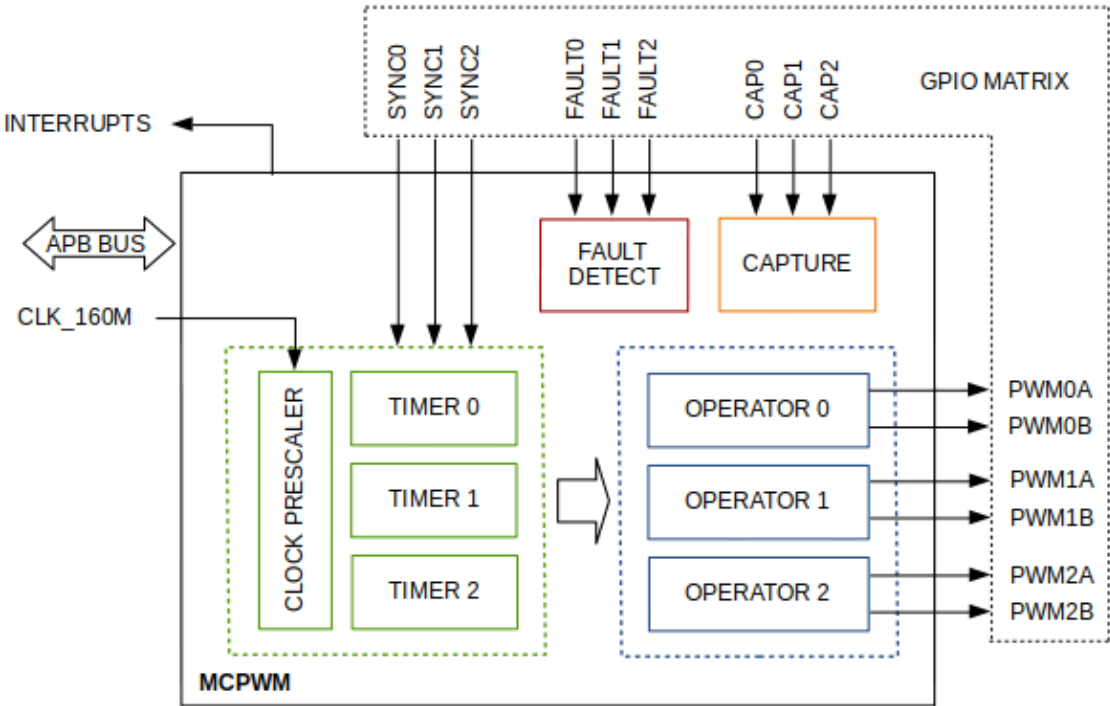 SYNC0
SYNC1
SYNC2
FAULT0
FAULT1
FAULT2
CAP0
CAP1
CAP2
GPIO MATRIX
INTERRUPTS
APB BUS
FAULT
DETECT
CAPTURE
CLK_160M
CLOCK PRESCALER
TIMER 0
TIMER 1
TIMER 2
OPERATOR 0
OPERATOR 1
OPERATOR 2
PWM0A
PWM0B
PWM1A
PWM1B
PWM2A
PWM2B
MCPWM